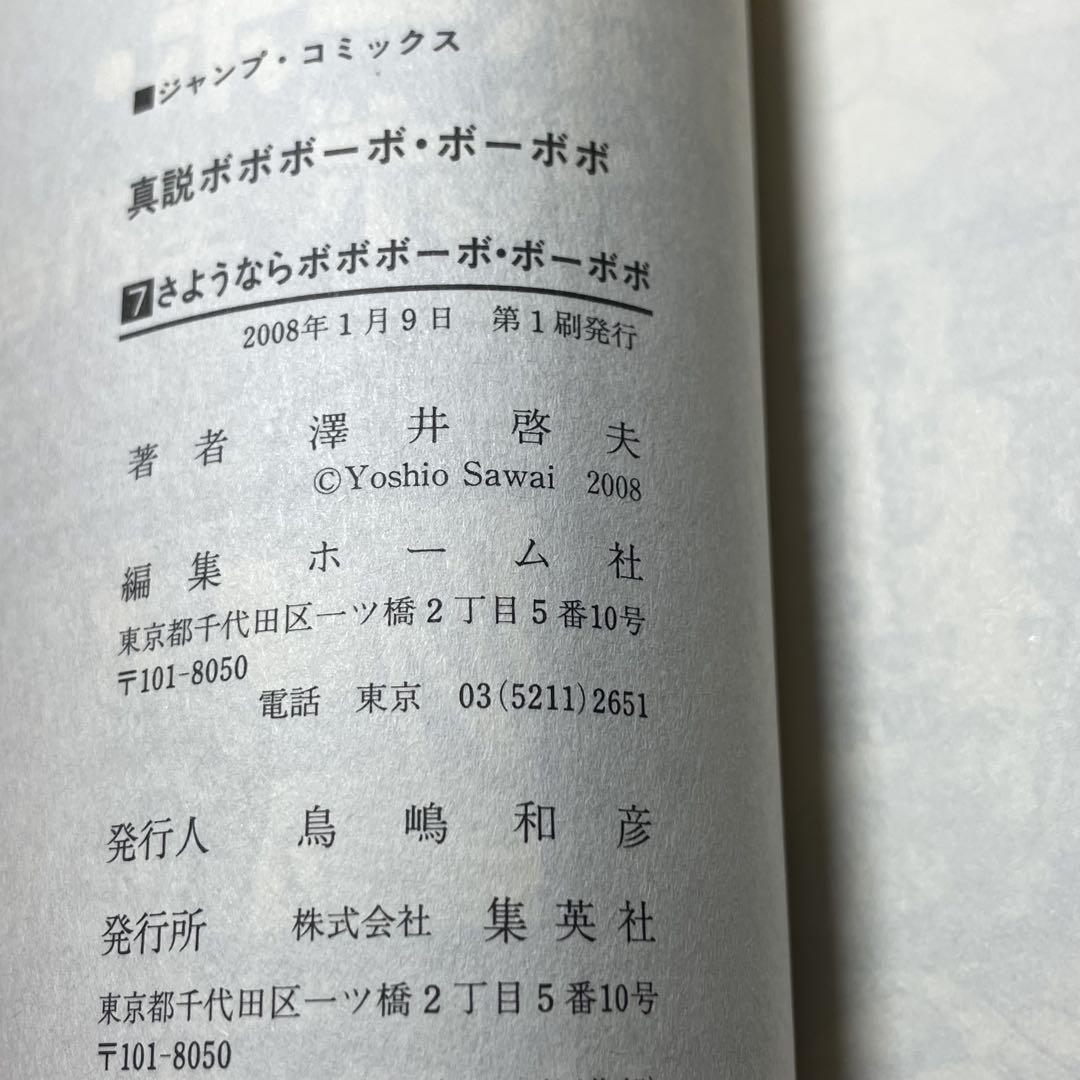 ■ジャンプ・コミックス
真説ボボボーボ・ボーボボ
7さようならボボボーボ・ボーボボ
2008年1月9日 第1刷発行
著者 澤井啓夫
©Yoshio Sawai 2008
編集 ホーム社
東京都千代田区一ツ橋2丁目5番10号
〒101-8050
電話 東京 03(5211)2651
発行人 鳥嶋和彦
発行所 株式会社 集英社
東京都千代田区一ツ橋2丁目5番10号
〒101-8050